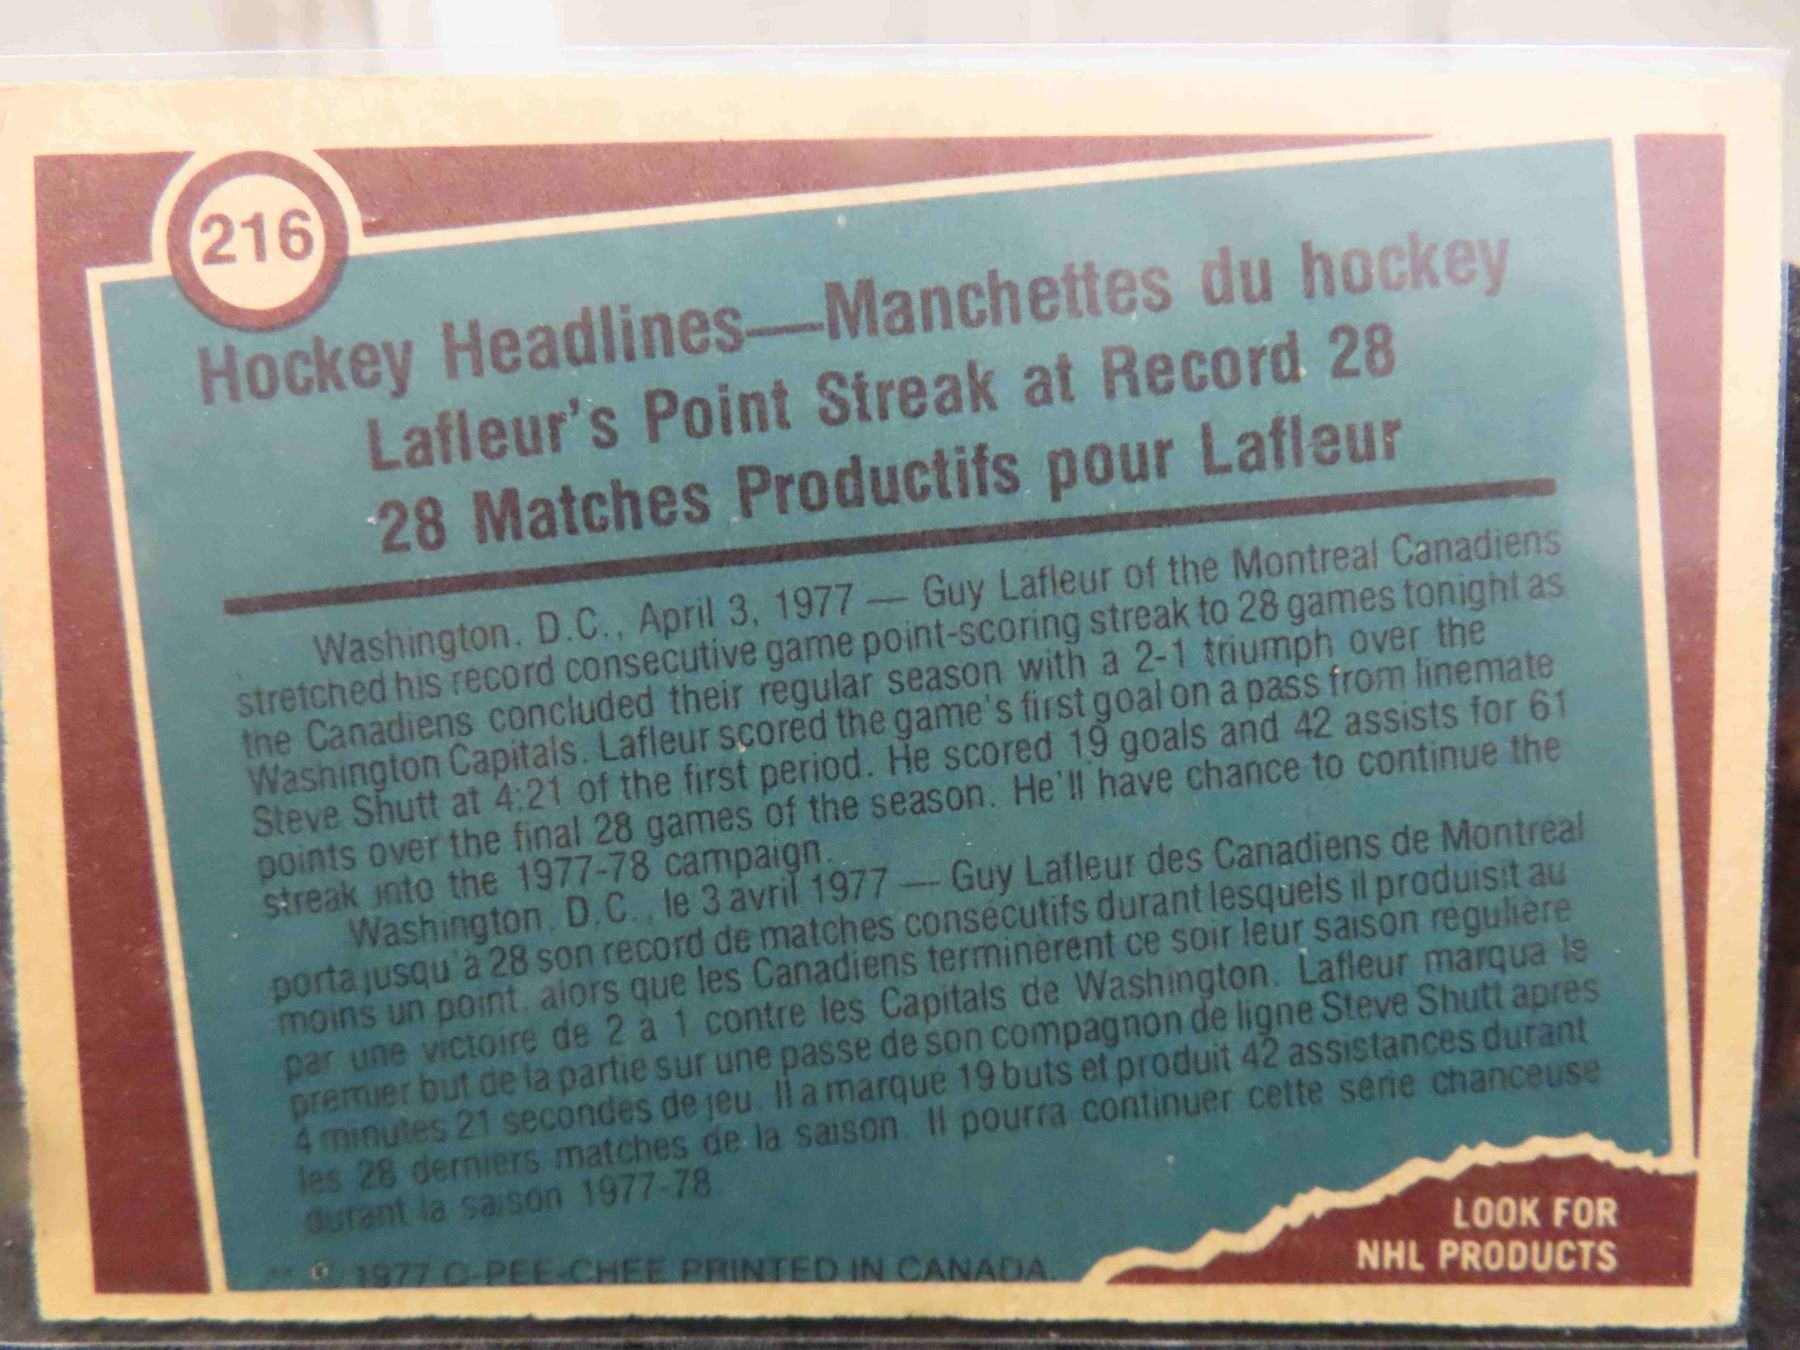 216
Hockey Headlines—Manchettes du hockey
Lafleur's Point Streak at Record 28
28 Matches Productifs pour Lafleur
Washington, D.C., April 3, 1977 — Guy Lafleur of the Montreal Canadiens
stretched his record consecutive game point-scoring streak to 28 games tonight as
the Canadiens concluded their regular season with a 2-1 triumph over the
Washington Capitals. Lafleur scored the game's first goal on a pass from linemate
Steve Shutt at 4:21 of the first period. He scored 19 goals and 42 assists for 61
points over the final 28 games of the season. He'll have chance to continue the
streak into the 1977-78 campaign.
Washington, D.C., le 3 avril 1977 — Guy Lafleur des Canadiens de Montreal
porta jusqu'à 28 son record de matches consécutifs durant lesquels il produisit au
moins un point, alors que les Canadiens terminèrent ce soir leur saison régulière
par une victoire de 2 à 1 contre les Capitals de Washington. Lafleur marqua le
premier but de la partie sur une passe de son compagnon de ligne Steve Shutt après
4 minutes 21 secondes de jeu. Il a marqué 19 buts et produit 42 assistances durant
les 28 derniers matches de la saison. Il pourra continuer cette série chanceuse
durant la saison 1977-78.
© 1977 O-PEE-CHEE PRINTED IN CANADA.
LOOK FOR
NHL PRODUCTS